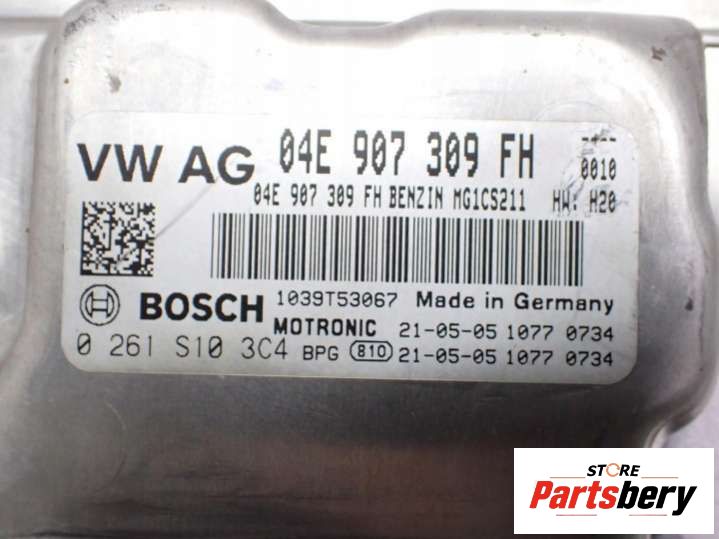 VW AG 04E 907 309 FH ----
0010
04E 907 309 FH BENZIN MG1CS211 HW: H20
BOSCH 1039T53067 Made in Germany
MOTRONIC 21-05-05 1077 0734
0 261 S10 3C4 BPG 810 21-05-05 1077 0734
STORE
Partsbery